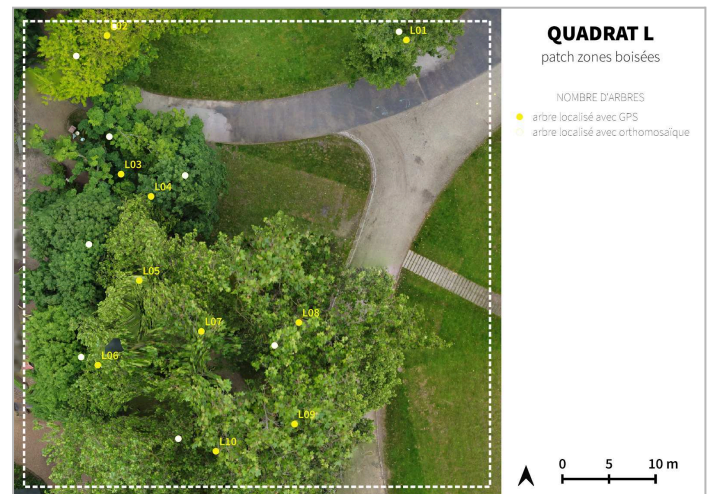 QUADRAT L
patch zones boisées
NOMBRE D'ARBRES
arbre localisé avec GPS
arbre localisé avec orthomosaïque
L01
L03
L04
L05
L08
L07
L06
L09
L10
0 5 10 m